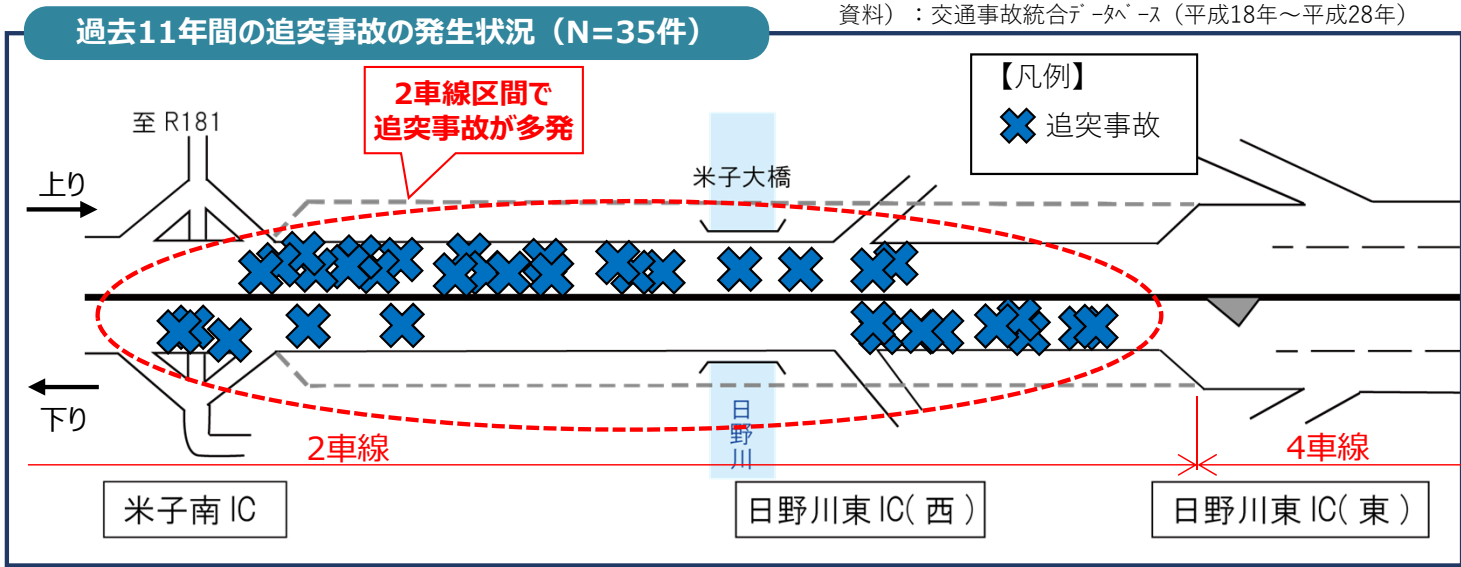 資料）：交通事故統合ﾃﾞｰﾀﾍﾞｰｽ（平成18年～平成28年）
過去11年間の追突事故の発生状況（N=35件）
2車線区間で
追突事故が多発
【凡例】
追突事故
至 R181
上り
米子大橋
下り
日野川
2車線
4車線
米子南 IC
日野川東 IC( 西 )
日野川東 IC( 東 )